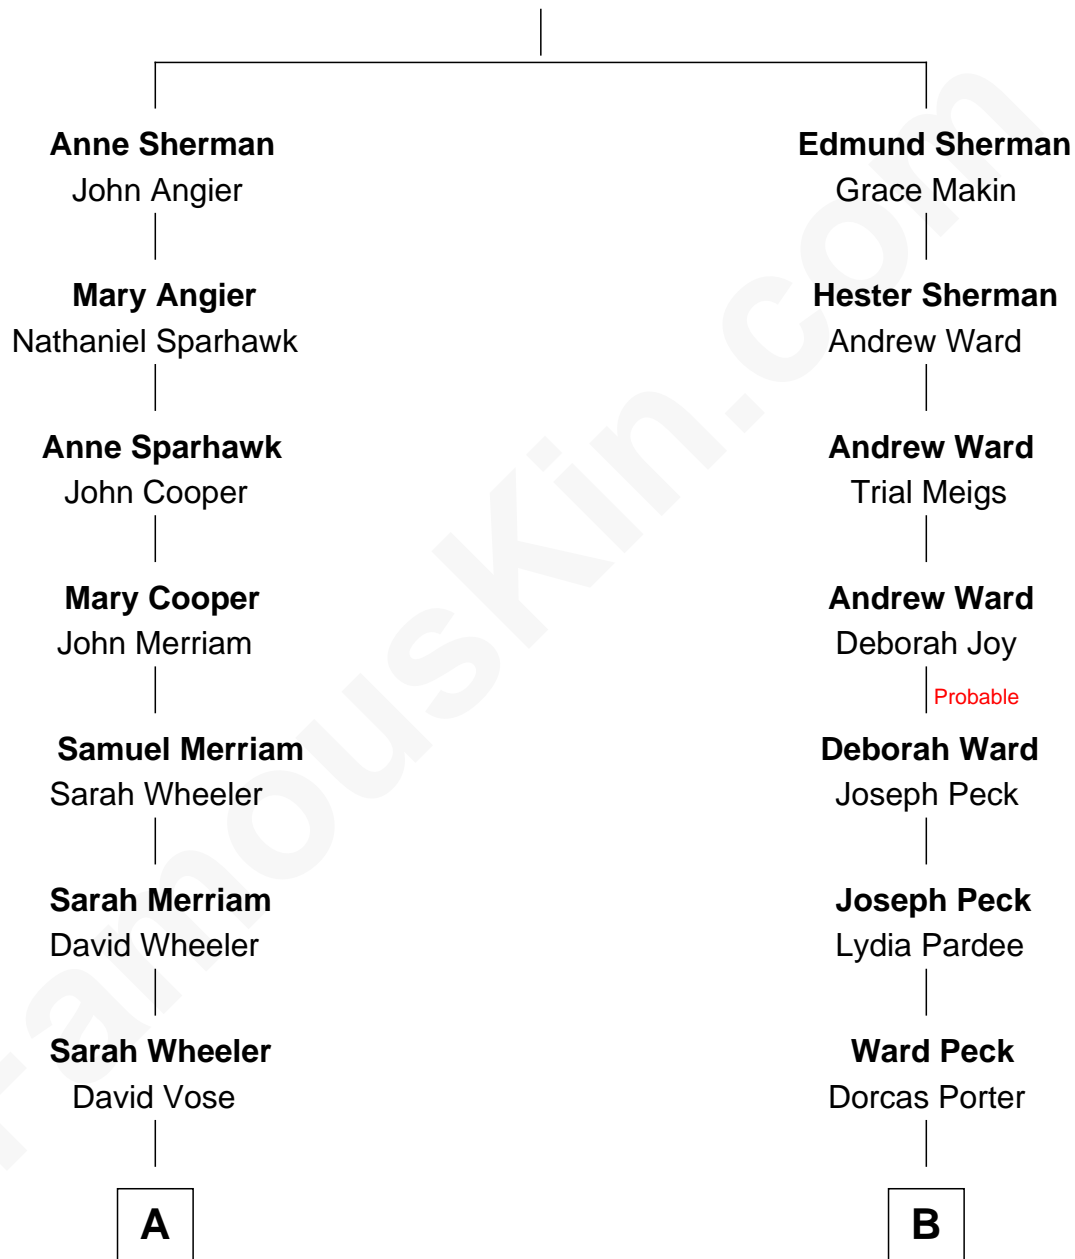 Anne Sherman
John Angier
Mary Angier
Nathaniel Sparhawk
Anne Sparhawk
John Cooper
Mary Cooper
John Merriam
Samuel Merriam
Sarah Wheeler
Sarah Merriam
David Wheeler
Sarah Wheeler
David Vose
A
Edmund Sherman
Grace Makin
Hester Sherman
Andrew Ward
Andrew Ward
Trial Meigs
Andrew Ward
Deborah Joy
Probable
Deborah Ward
Joseph Peck
Joseph Peck
Lydia Pardee
Ward Peck
Dorcas Porter
B
FamousKin.com